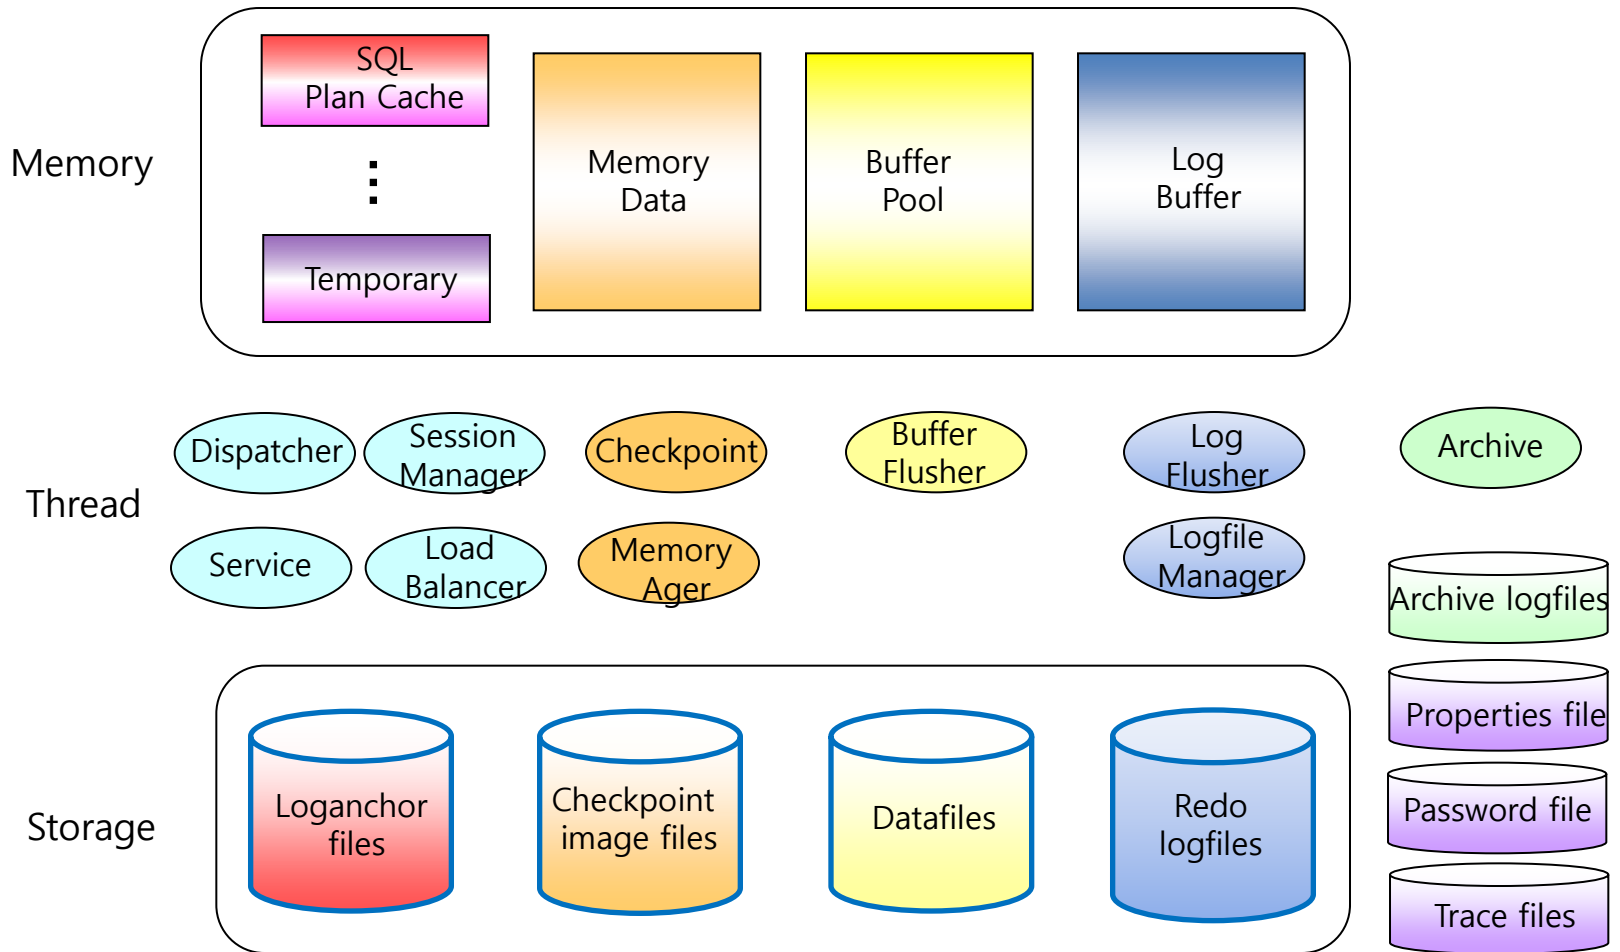 Memory
SQL
Plan Cache
Temporary
Memory
Data
Buffer
Pool
Log
Buffer
Thread
Dispatcher
Session
Manager
Checkpoint
Buffer
Flusher
Log
Flusher
Archive
Service
Load
Balancer
Memory
Ager
Logfile
Manager
Archive logfiles
Properties file
Password file
Trace files
Storage
Loganchor
files
Checkpoint
image files
Datafiles
Redo
logfiles